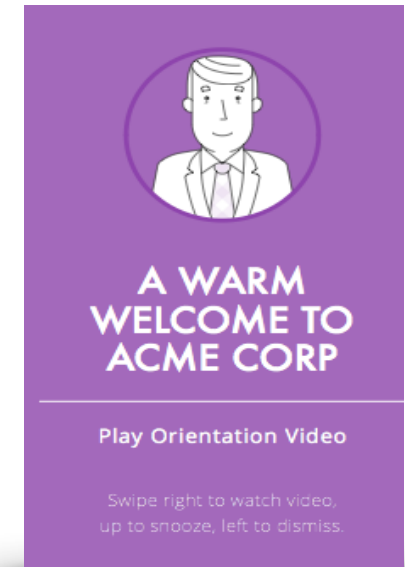 A WARM
WELCOME TO
ACME CORP
Play Orientation Video
Swipe right to watch video,
up to snooze, left to dismiss.